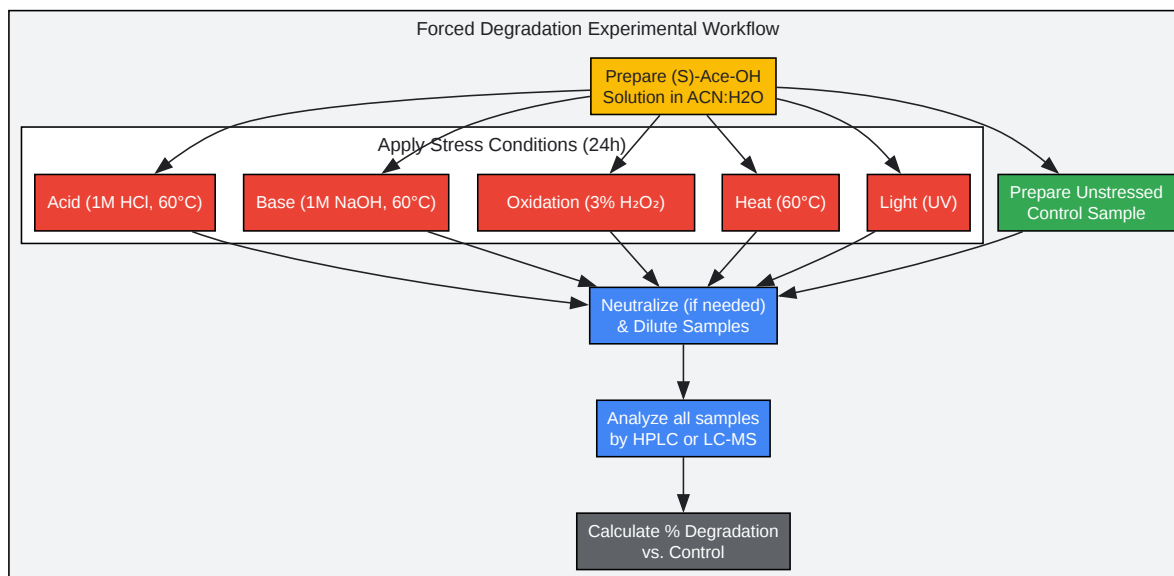 Forced Degradation Experimental Workflow
Prepare (S)-Ace-OH
Solution in ACN:H2O
Apply Stress Conditions (24h)
Acid (1M HCl, 60°C)
Base (1M NaOH, 60°C)
Oxidation (3% H₂O₂)
Heat (60°C)
Light (UV)
Prepare Unstressed
Control Sample
Neutralize (if needed)
& Dilute Samples
Analyze all samples
by HPLC or LC-MS
Calculate % Degradation
vs. Control